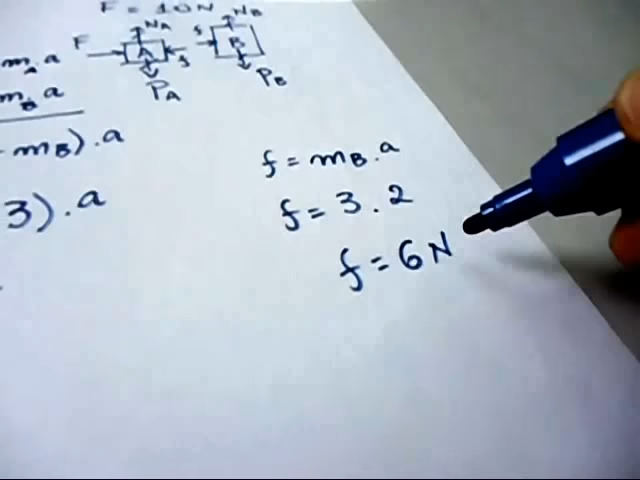 F = 10N
NA NB
F A f f B
mA.a
PA PB
mB a
mB).a
f = mB.a
3).a
f = 3.2
f = 6N